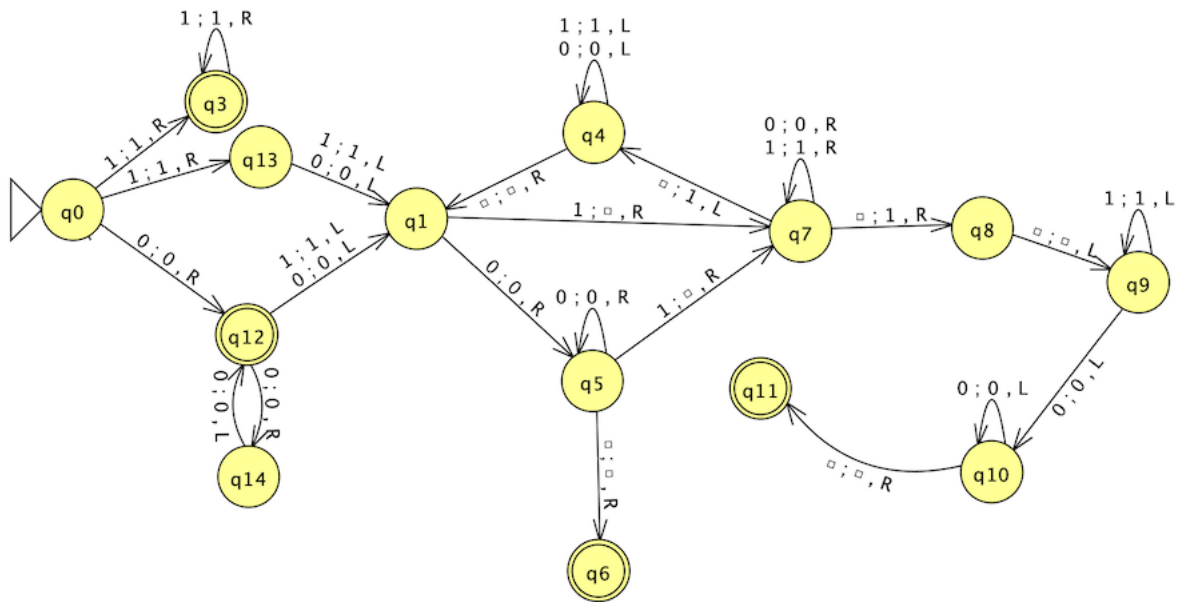 1 ; 1 , R
q3
1 ; 1 , R
1 ; 1 , R
q13
q0
0 ; 0 , R
1 ; 1 , L
0 ; 0 , L
1 ; 1 , L
0 ; 0 , L
q12
0 ; 0 , L
0 ; 0 , R
q14
q1
1 ; 1 , L
0 ; 0 , L
q4
□ ; □ , R
□ ; 1 , L
1 ; □ , R
0 ; 0 , R
0 ; 0 , R
q5
1 ; □ , R
□ ; □ , R
q6
0 ; 0 , R
1 ; 1 , R
q7
□ ; 1 , R
q8
□ ; □ , L
1 ; 1 , L
q9
0 ; 0 , L
0 ; 0 , L
q10
□ ; □ , R
q11